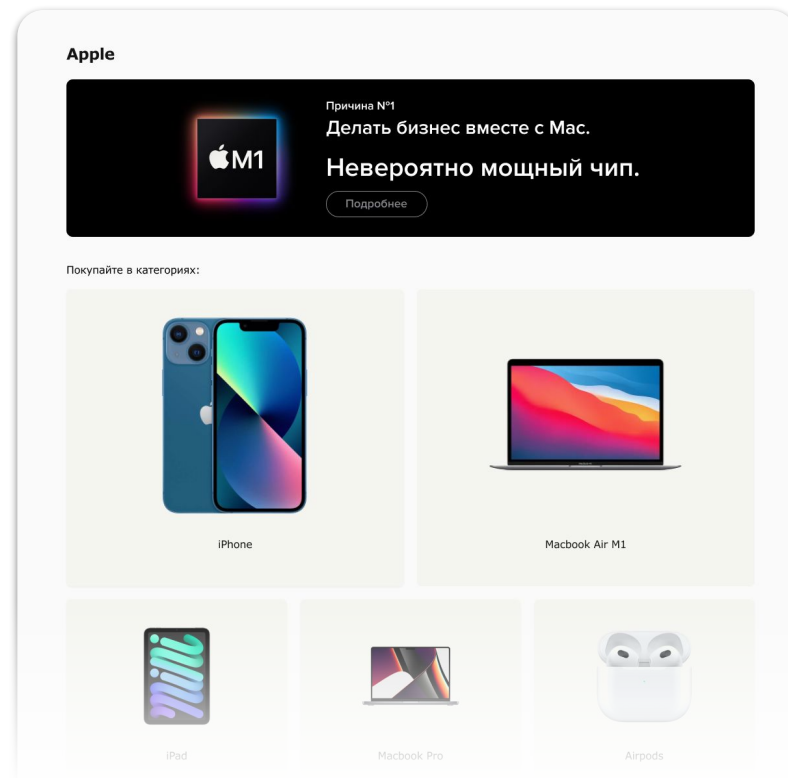 Apple
M1
Причина №1
Делать бизнес вместе с Mac.
Невероятно мощный чип.
Подробнее
Покупайте в категориях:
iPhone
Macbook Air M1
iPad
Macbook Pro
Airpods